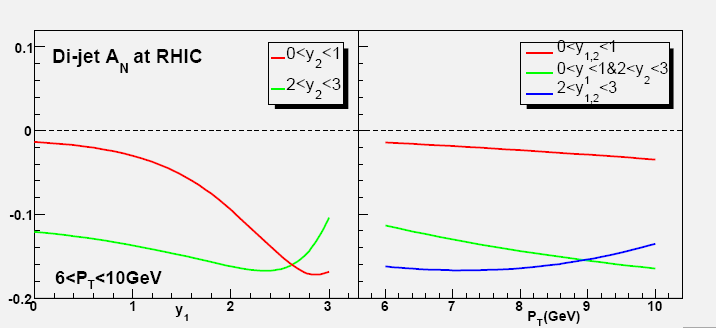 0.1
Di-jet A_N at RHIC
0<y_2<1
2<y_2<3
0<y_1,2<1
0<y_1<1&2<y_2<3
2<y_1,2<3
0
-0.1
6<P_T<10GeV
-0.2
0 1 2 3
y_1
6 7 8 9 10
P_T(GeV)